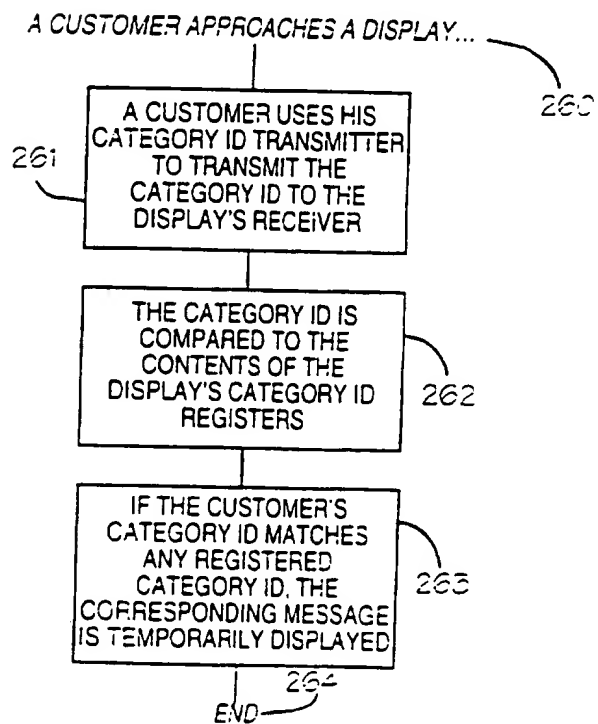 A CUSTOMER APPROACHES A DISPLAY...
260
A CUSTOMER USES HIS
CATEGORY ID TRANSMITTER
TO TRANSMIT THE
CATEGORY ID TO THE
DISPLAY'S RECEIVER
261
THE CATEGORY ID IS
COMPARED TO THE
CONTENTS OF THE
DISPLAY'S CATEGORY ID
REGISTERS
262
IF THE CUSTOMER'S
CATEGORY ID MATCHES
ANY REGISTERED
CATEGORY ID, THE
CORRESPONDING MESSAGE
IS TEMPORARILY DISPLAYED
263
264
END